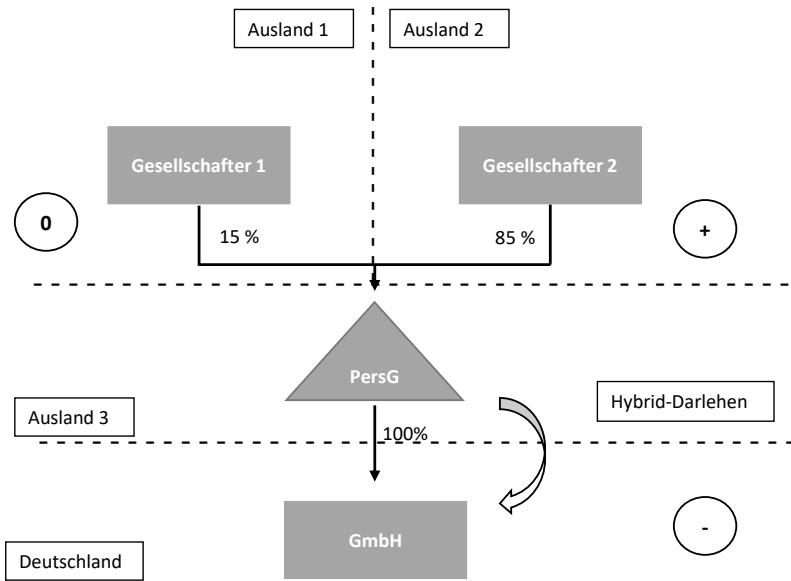 Ausland 1
Ausland 2
Gesellschafter 1
Gesellschafter 2
0
15 %
85 %
+
PersG
Hybrid-Darlehen
Ausland 3
100%
GmbH
-
Deutschland